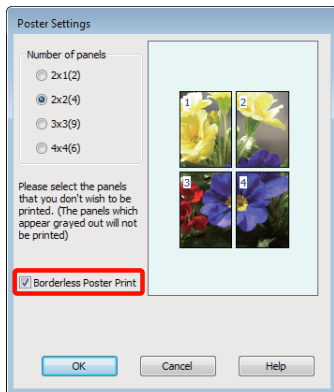 Poster Settings
Number of panels
2x1(2)
2x2(4)
3x3(9)
4x4(6)
Please select the panels
that you don't wish to be
printed. (The panels which
appear grayed out will not
be printed)
Borderless Poster Print
1
2
3
4
OK
Cancel
Help